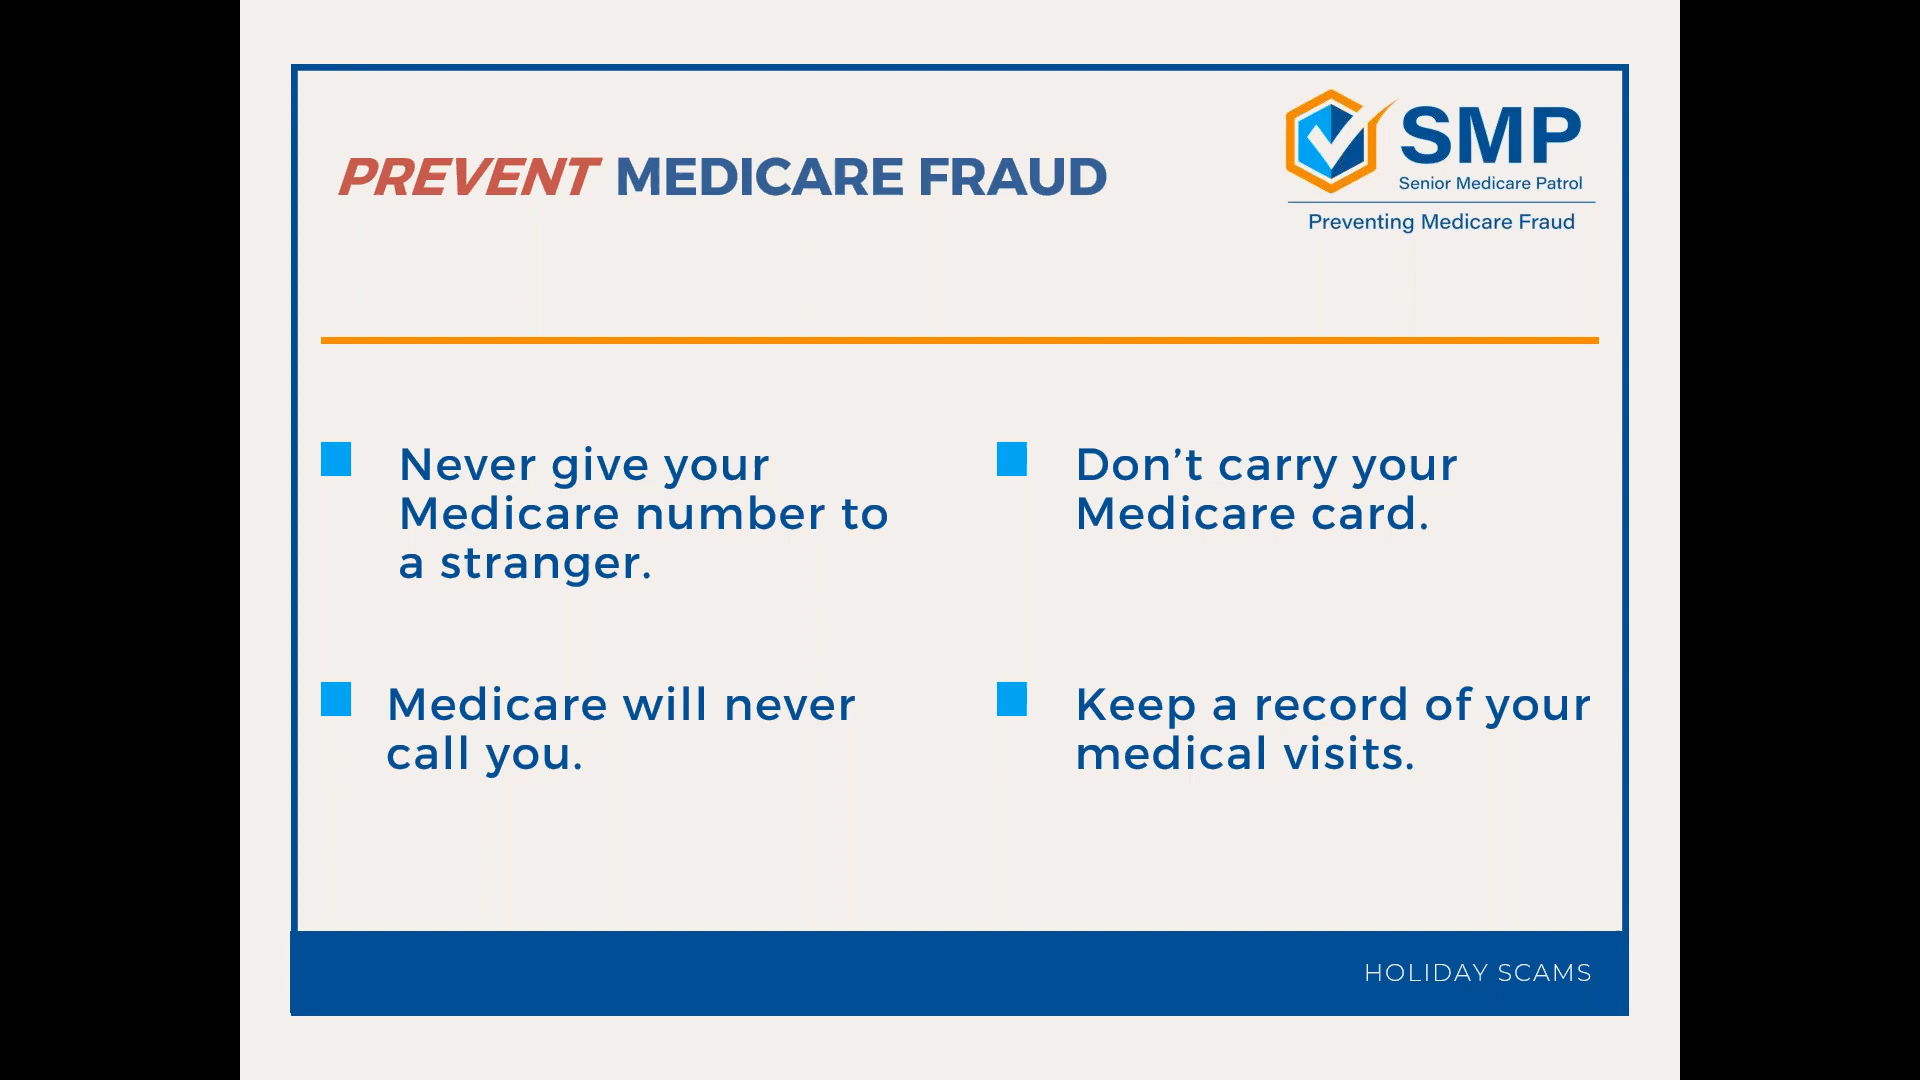 PREVENT MEDICARE FRAUD
SMP
Senior Medicare Patrol
Preventing Medicare Fraud
Never give your
Medicare number to
a stranger.
Don’t carry your
Medicare card.
Medicare will never
call you.
Keep a record of your
medical visits.
HOLIDAY SCAMS